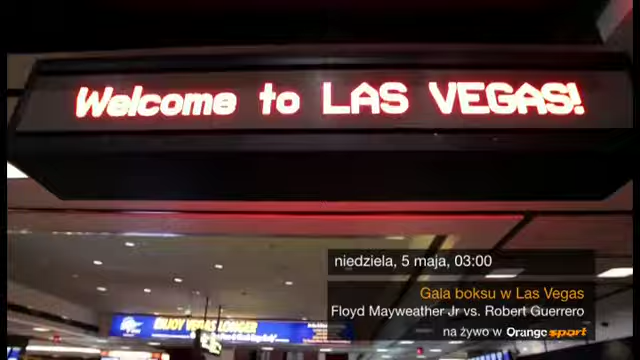 Welcome to LAS VEGAS!
niedziela, 5 maja, 03:00
Gala boksu w Las Vegas
Floyd Mayweather Jr vs. Robert Guerrero
na żywo w Orange sport
ENJOY VEGAS LONGER